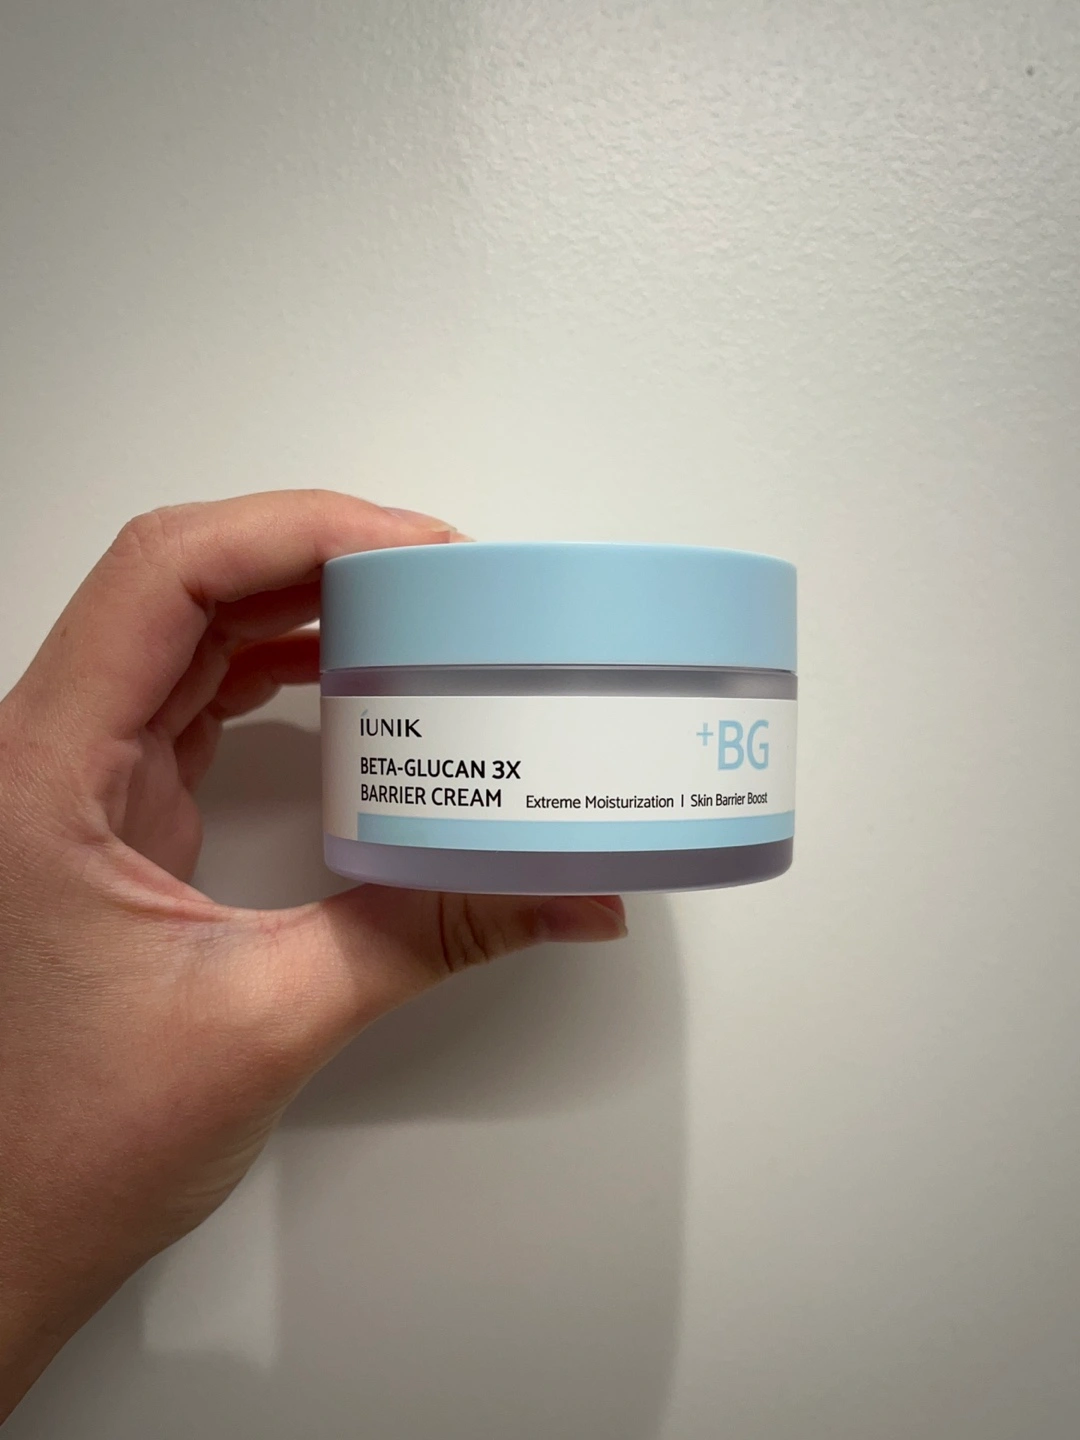 iUNIK
+BG
BETA-GLUCAN 3X
BARRIER CREAM
Extreme Moisturization | Skin Barrier Boost